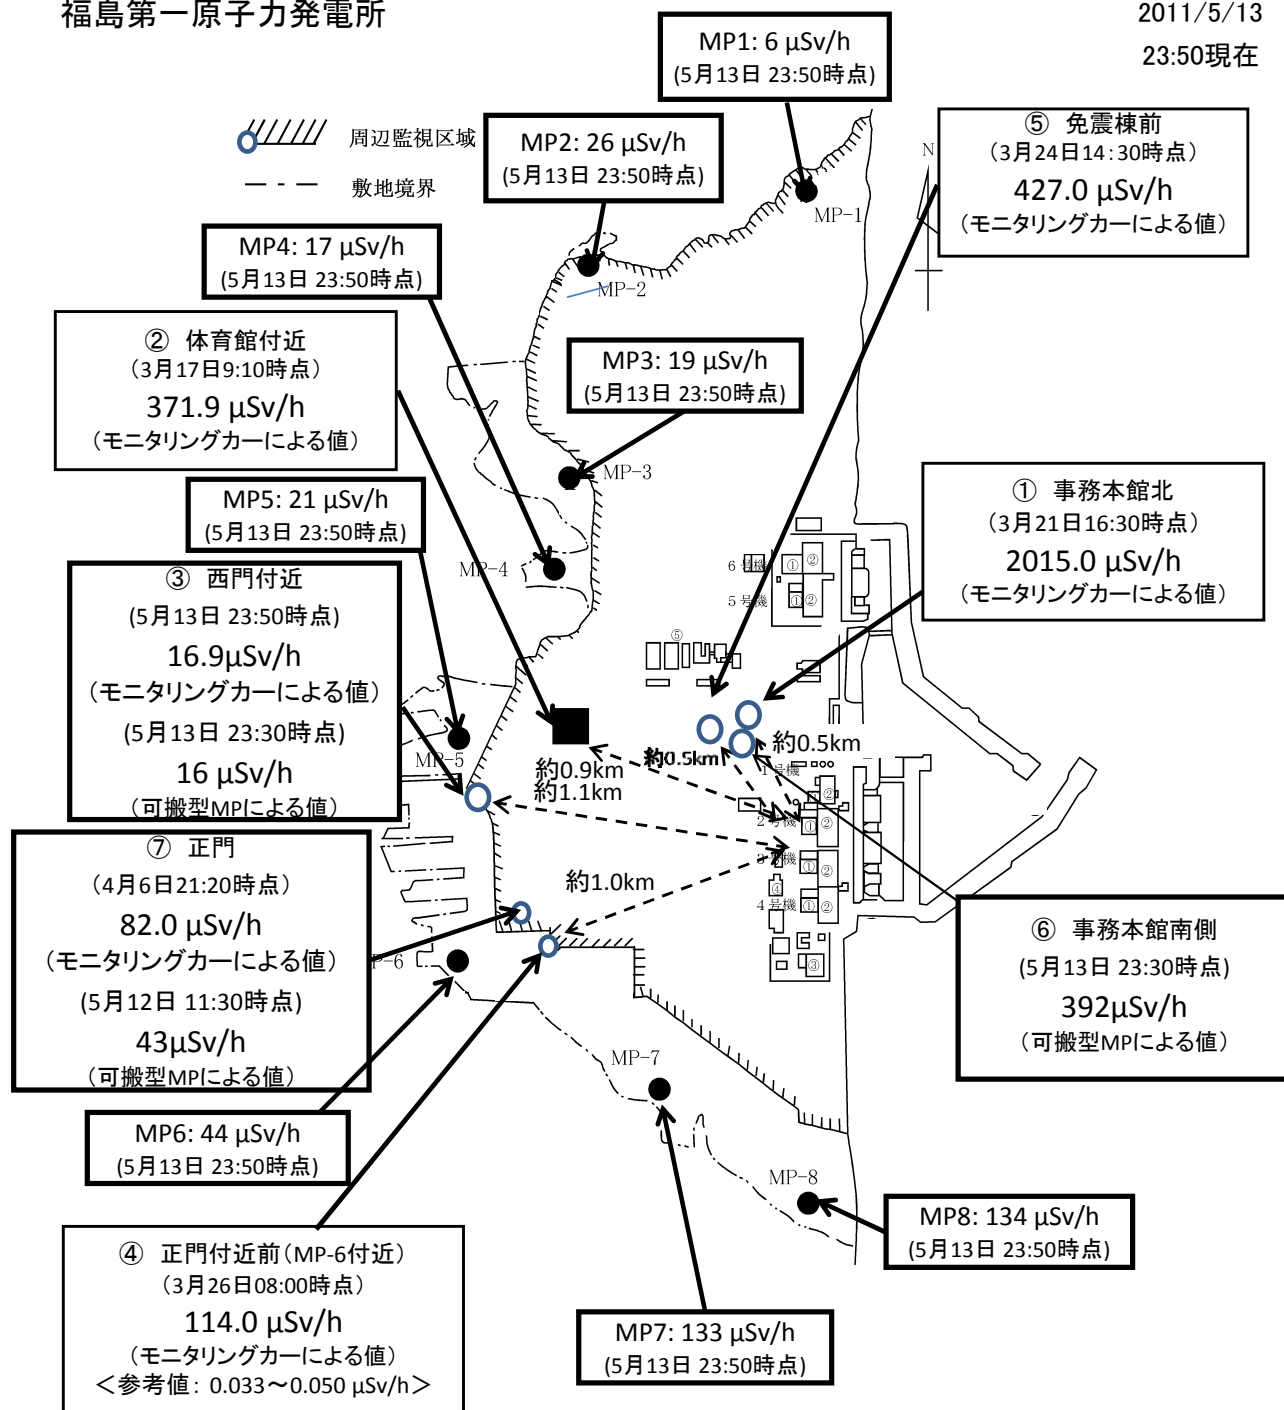 福島第一原子力発電所
2011/5/13
23:50現在
MP1: 6 μSv/h
(5月13日 23:50時点)
周辺監視区域
敷地境界
MP2: 26 μSv/h
(5月13日 23:50時点)
⑤ 免震棟前
(3月24日14:30時点)
427.0 μSv/h
(モニタリングカーによる値)
N
MP-1
MP4: 17 μSv/h
(5月13日 23:50時点)
MP-2
② 体育館付近
(3月17日9:10時点)
371.9 μSv/h
(モニタリングカーによる値)
MP3: 19 μSv/h
(5月13日 23:50時点)
MP-3
MP5: 21 μSv/h
(5月13日 23:50時点)
① 事務本館北
(3月21日16:30時点)
2015.0 μSv/h
(モニタリングカーによる値)
MP-4
6号機
① ②
5号機
① ②
③ 西門付近
(5月13日 23:50時点)
16.9μSv/h
(モニタリングカーによる値)
(5月13日 23:30時点)
16 μSv/h
(可搬型MPによる値)
⑤
MP-5
約0.9km
約1.1km
約0.5km
約0.5km
1号機
②
2号機
① ②
3号機
① ②
④
4号機
① ②
③
約1.0km
⑦ 正門
(4月6日21:20時点)
82.0 μSv/h
(モニタリングカーによる値)
(5月12日 11:30時点)
43μSv/h
(可搬型MPによる値)
P-6
⑥ 事務本館南側
(5月13日 23:30時点)
392μSv/h
(可搬型MPによる値)
MP-7
MP6: 44 μSv/h
(5月13日 23:50時点)
MP-8
MP8: 134 μSv/h
(5月13日 23:50時点)
④ 正門付近前(MP-6付近)
(3月26日08:00時点)
114.0 μSv/h
(モニタリングカーによる値)
<参考値: 0.033～0.050 μSv/h>
MP7: 133 μSv/h
(5月13日 23:50時点)